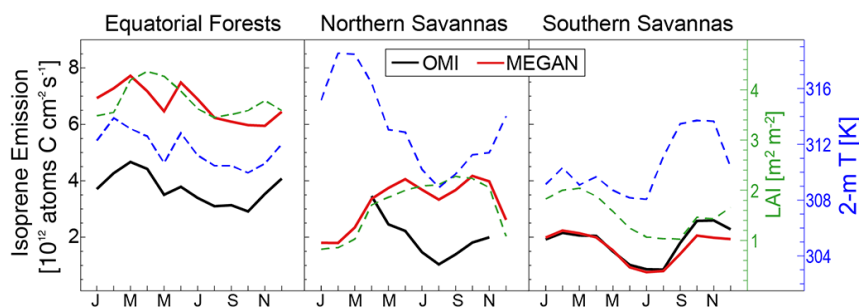 Equatorial Forests Northern Savannas Southern Savannas
OMI MEGAN
Isoprene Emission
[10¹² atoms C cm⁻² s⁻¹]
8
6
4
2
4
3
2
1
LAI [m² m⁻²]
316
312
308
304
2-m T [K]
J M M J S N J M M J S N J M M J S N